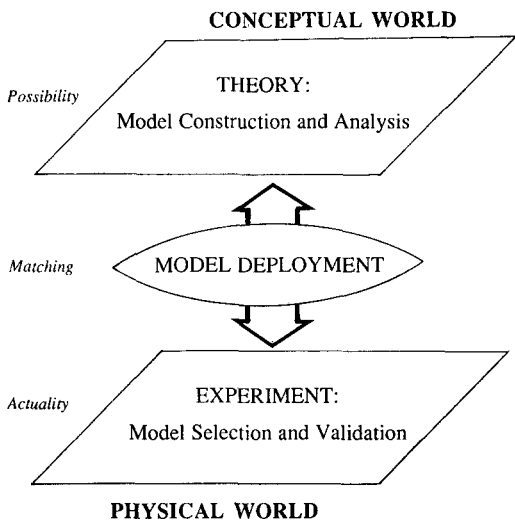 CONCEPTUAL WORLD
THEORY:
Possibility
Model Construction and Analysis
Matching
MODEL DEPLOYMENT
EXPERIMENT:
Actuality
Model Selection and Validation
PHYSICAL WORLD